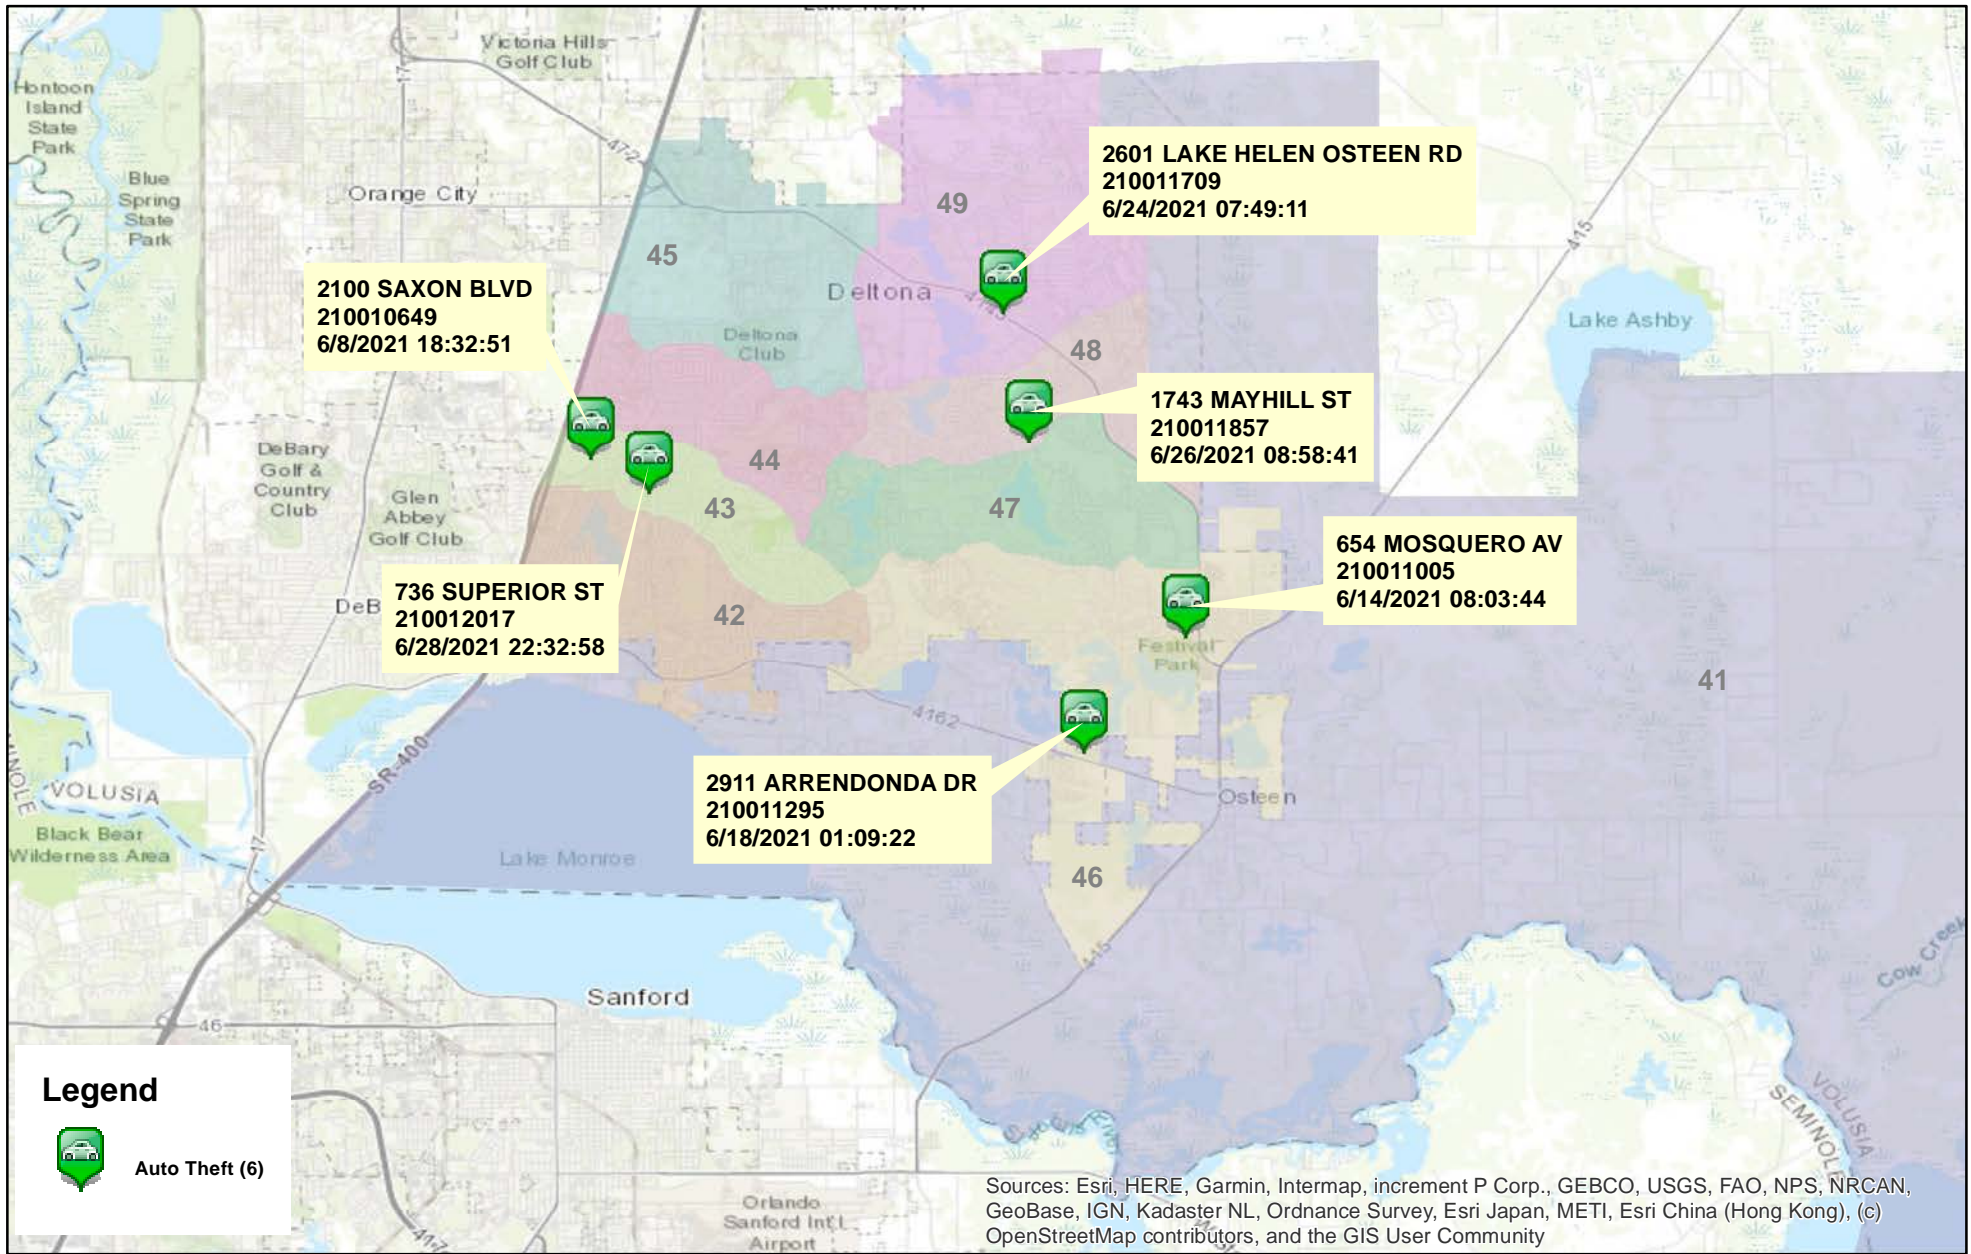 Victoria Hills
Golf Club
Hontoon
Island
State
Park
17
47-2
Blue
Spring
State
Park
Orange City
2601 LAKE HELEN OSTEEN RD
210011709
6/24/2021 07:49:11
49
45
415
2100 SAXON BLVD
210010649
6/8/2021 18:32:51
Deltona
Lake Ashby
Deltona
Club
48
1743 MAYHILL ST
210011857
6/26/2021 08:58:41
DeBary
Golf &
Country
Club
44
Glen
Abbey
Golf Club
43
47
654 MOSQUERO AV
210011005
6/14/2021 08:03:44
736 SUPERIOR ST
210012017
6/28/2021 22:32:58
DeB
42
Festival
Park
41
4162
SR-400
2911 ARRENDONDA DR
210011295
6/18/2021 01:09:22
VOLUSIA
Osteen
Black Bear
Wilderness Area
17
Lake Monroe
46
415
Cow Creek
Sanford
46
Legend
Auto Theft (6)
VOLUSIA
SEMINOLE
Orlando
Sanford Int'l
Airport
41-7
Sources: Esri, HERE, Garmin, Intermap, increment P Corp., GEBCO, USGS, FAO, NPS, NRCAN,
GeoBase, IGN, Kadaster NL, Ordnance Survey, Esri Japan, METI, Esri China (Hong Kong), (c)
OpenStreetMap contributors, and the GIS User Community